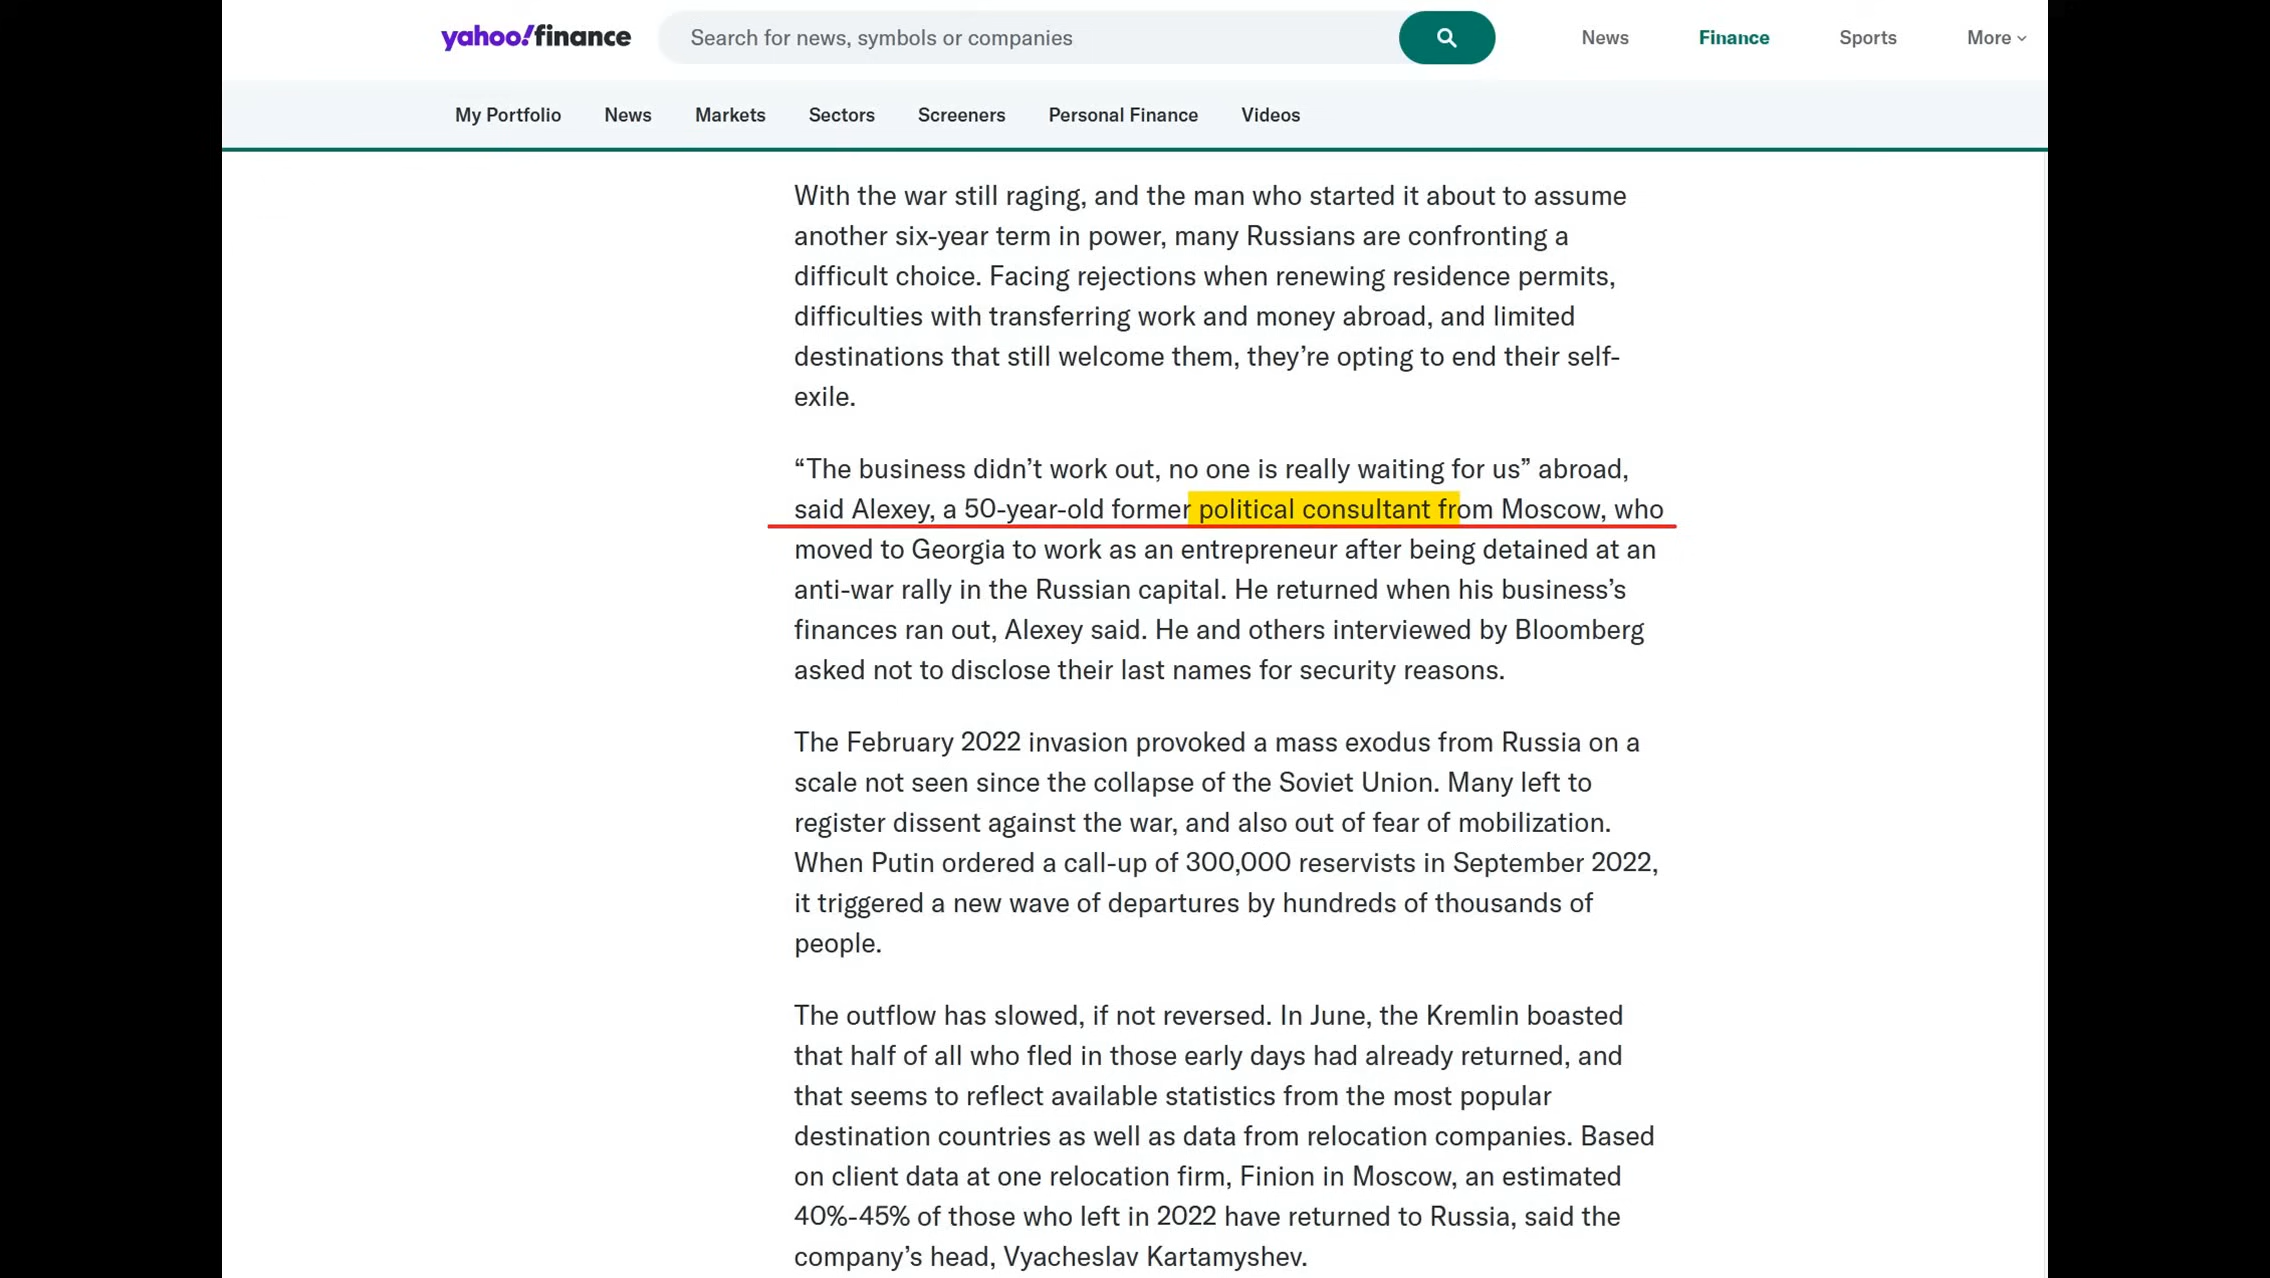 yahoo!finance
Search for news, symbols or companies
News
Finance
Sports
More
My Portfolio
News
Markets
Sectors
Screeners
Personal Finance
Videos
With the war still raging, and the man who started it about to assume
another six-year term in power, many Russians are confronting a
difficult choice. Facing rejections when renewing residence permits,
difficulties with transferring work and money abroad, and limited
destinations that still welcome them, they’re opting to end their self-
exile.
“The business didn’t work out, no one is really waiting for us” abroad,
said Alexey, a 50-year-old former political consultant from Moscow, who
moved to Georgia to work as an entrepreneur after being detained at an
anti-war rally in the Russian capital. He returned when his business’s
finances ran out, Alexey said. He and others interviewed by Bloomberg
asked not to disclose their last names for security reasons.
The February 2022 invasion provoked a mass exodus from Russia on a
scale not seen since the collapse of the Soviet Union. Many left to
register dissent against the war, and also out of fear of mobilization.
When Putin ordered a call-up of 300,000 reservists in September 2022,
it triggered a new wave of departures by hundreds of thousands of
people.
The outflow has slowed, if not reversed. In June, the Kremlin boasted
that half of all who fled in those early days had already returned, and
that seems to reflect available statistics from the most popular
destination countries as well as data from relocation companies. Based
on client data at one relocation firm, Finion in Moscow, an estimated
40%-45% of those who left in 2022 have returned to Russia, said the
company’s head, Vyacheslav Kartamyshev.